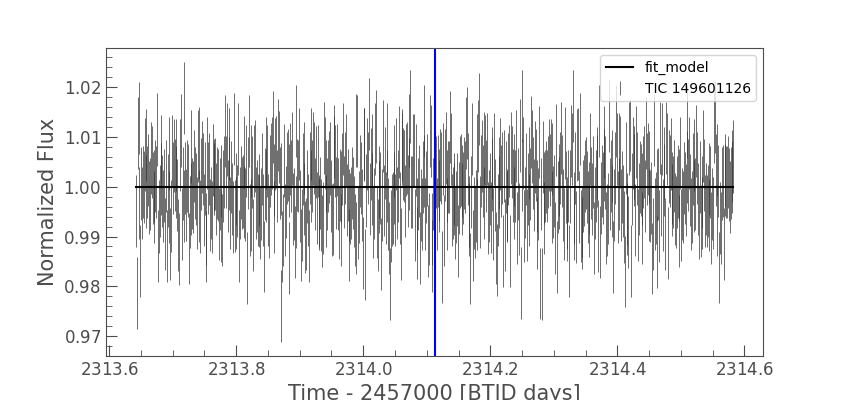 fit_model
TIC 149601126
1.02
1.01
1.00
0.99
0.98
0.97
Normalized Flux
2313.6 2313.8 2314.0 2314.2 2314.4 2314.6
Time - 2457000 [BTJD days]